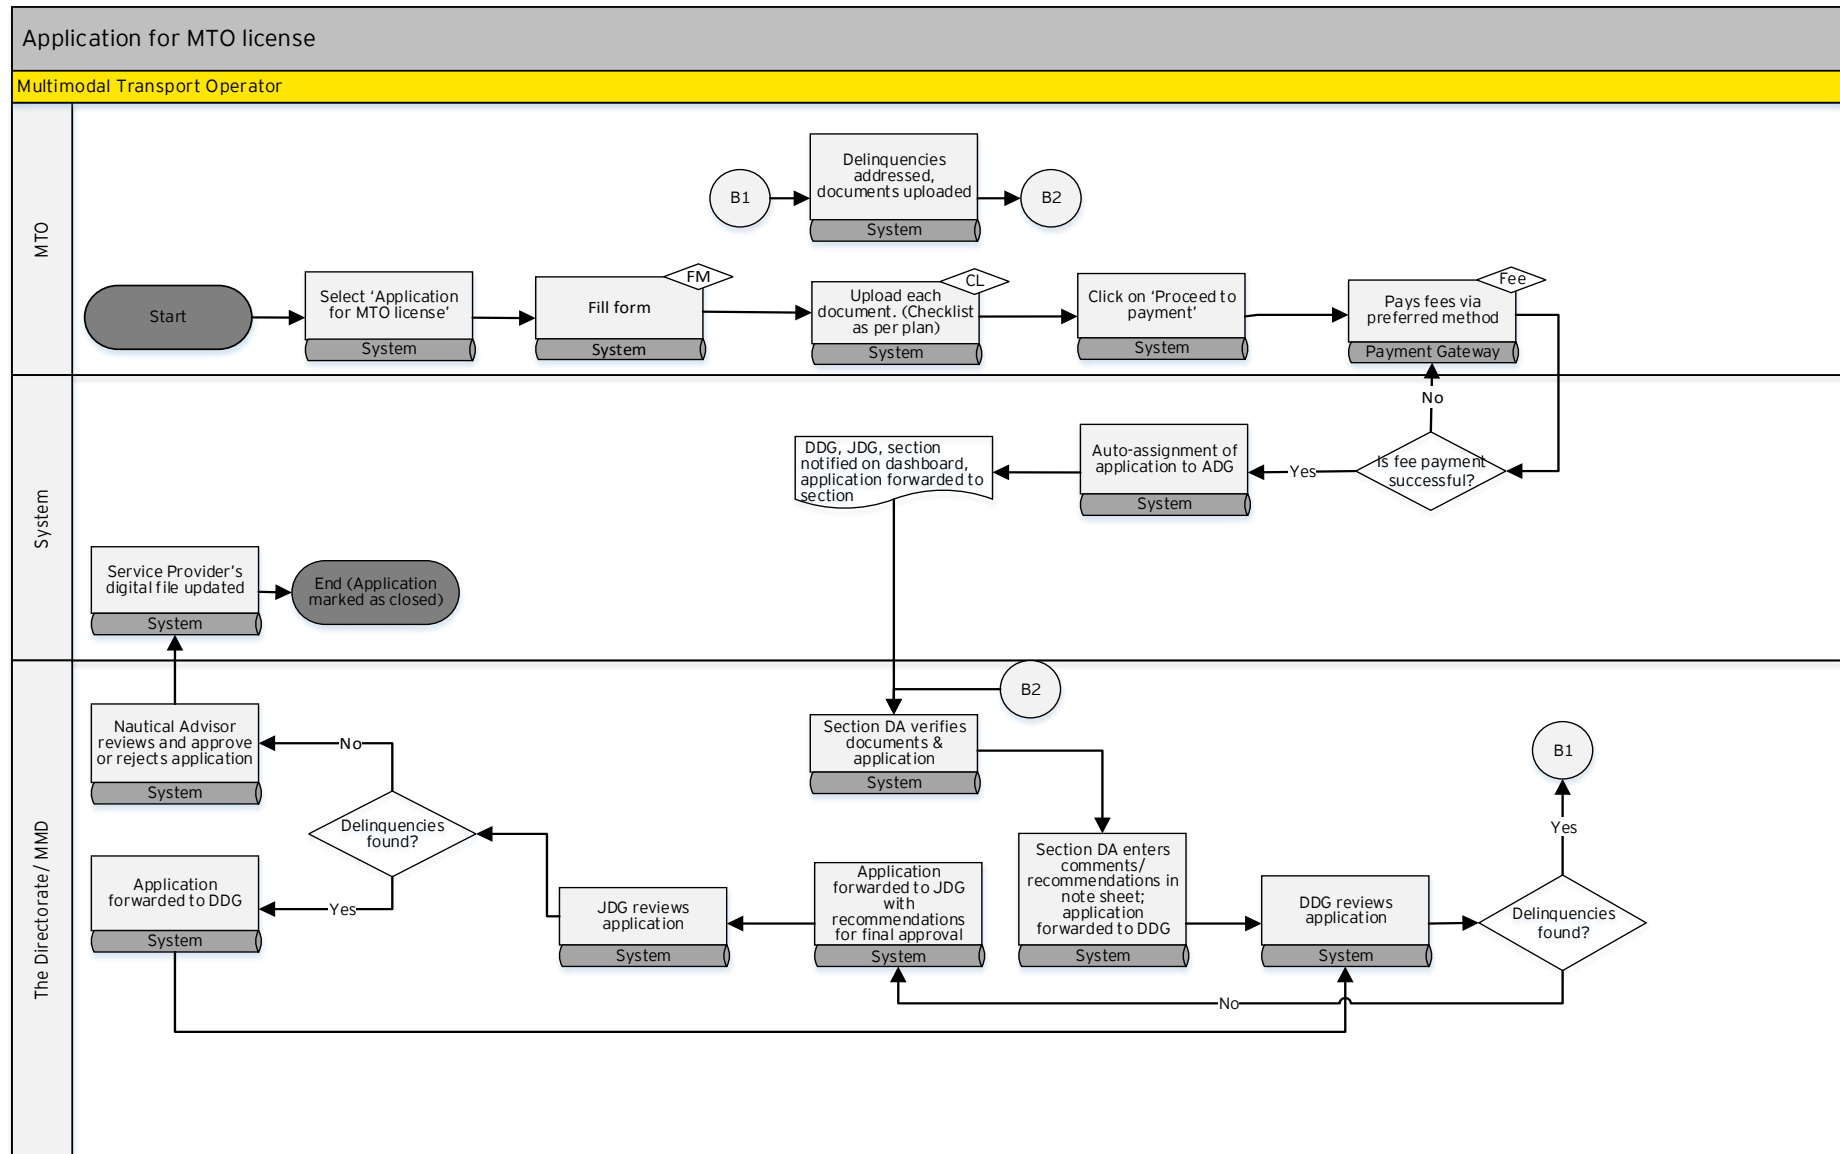 Application for MTO license
Multimodal Transport Operator
MTO
B1
Delinquencies
addressed,
documents uploaded
System
B2
Start
Select ‘Application
for MTO license’
System
FM
Fill form
System
CL
Upload each
document. (Checklist
as per plan)
System
Click on ‘Proceed to
payment’
System
Fee
Pays fees via
preferred method
Payment Gateway
System
No
Is fee payment
successful?
Yes
Auto-assignment of
application to ADG
System
DDG, JDG, section
notified on dashboard,
application forwarded to
section
Service Provider’s
digital file updated
System
End (Application
marked as closed)
The Directorate/ MMD
B2
Nautical Advisor
reviews and approve
or rejects application
System
No
Section DA verifies
documents &
application
System
B1
Yes
Delinquencies
found?
Yes
Application
forwarded to DDG
System
JDG reviews
application
System
Application
forwarded to JDG
with
recommendations
for final approval
System
Section DA enters
comments/
recommendations in
note sheet;
application
forwarded to DDG
System
DDG reviews
application
System
Delinquencies
found?
No